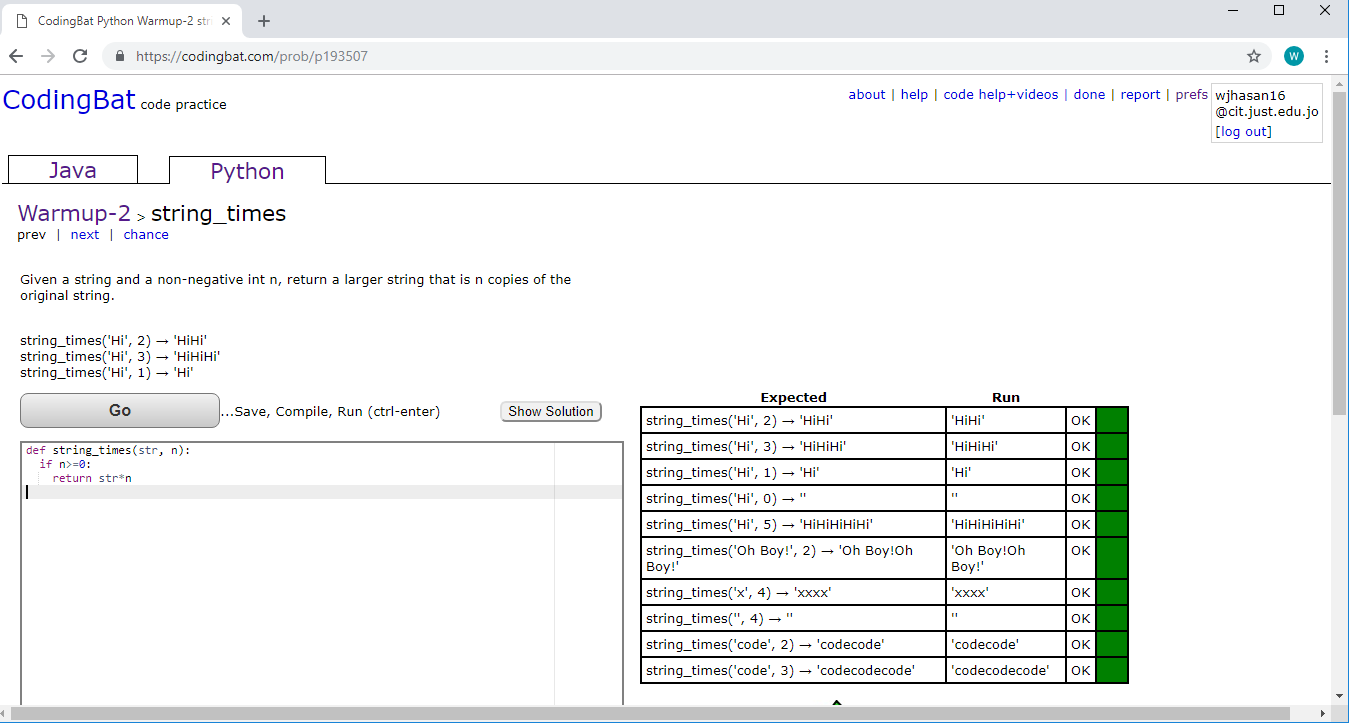 CodingBat Python Warmup-2 str
https://codingbat.com/prob/p193507
W
CodingBat code practice
about | help | code help+videos | done | report | prefs
wjhasan16
@cit.just.edu.jo
[log out]
Java
Python
Warmup-2 > string_times
prev | next | chance
Given a string and a non-negative int n, return a larger string that is n copies of the
original string.
string_times('Hi', 2) → 'HiHi'
string_times('Hi', 3) → 'HiHiHi'
string_times('Hi', 1) → 'Hi'
Go ...Save, Compile, Run (ctrl-enter) Show Solution
def string_times(str, n):
  if n>=0:
    return str*n
Expected Run
string_times('Hi', 2) → 'HiHi' 'HiHi' OK
string_times('Hi', 3) → 'HiHiHi' 'HiHiHi' OK
string_times('Hi', 1) → 'Hi' 'Hi' OK
string_times('Hi', 0) → '' '' OK
string_times('Hi', 5) → 'HiHiHiHiHi' 'HiHiHiHiHi' OK
string_times('Oh Boy!', 2) → 'Oh Boy!Oh 'Oh Boy!Oh OK
Boy!' Boy!'
string_times('x', 4) → 'xxxx' 'xxxx' OK
string_times('', 4) → '' '' OK
string_times('code', 2) → 'codecode' 'codecode' OK
string_times('code', 3) → 'codecodecode' 'codecodecode' OK